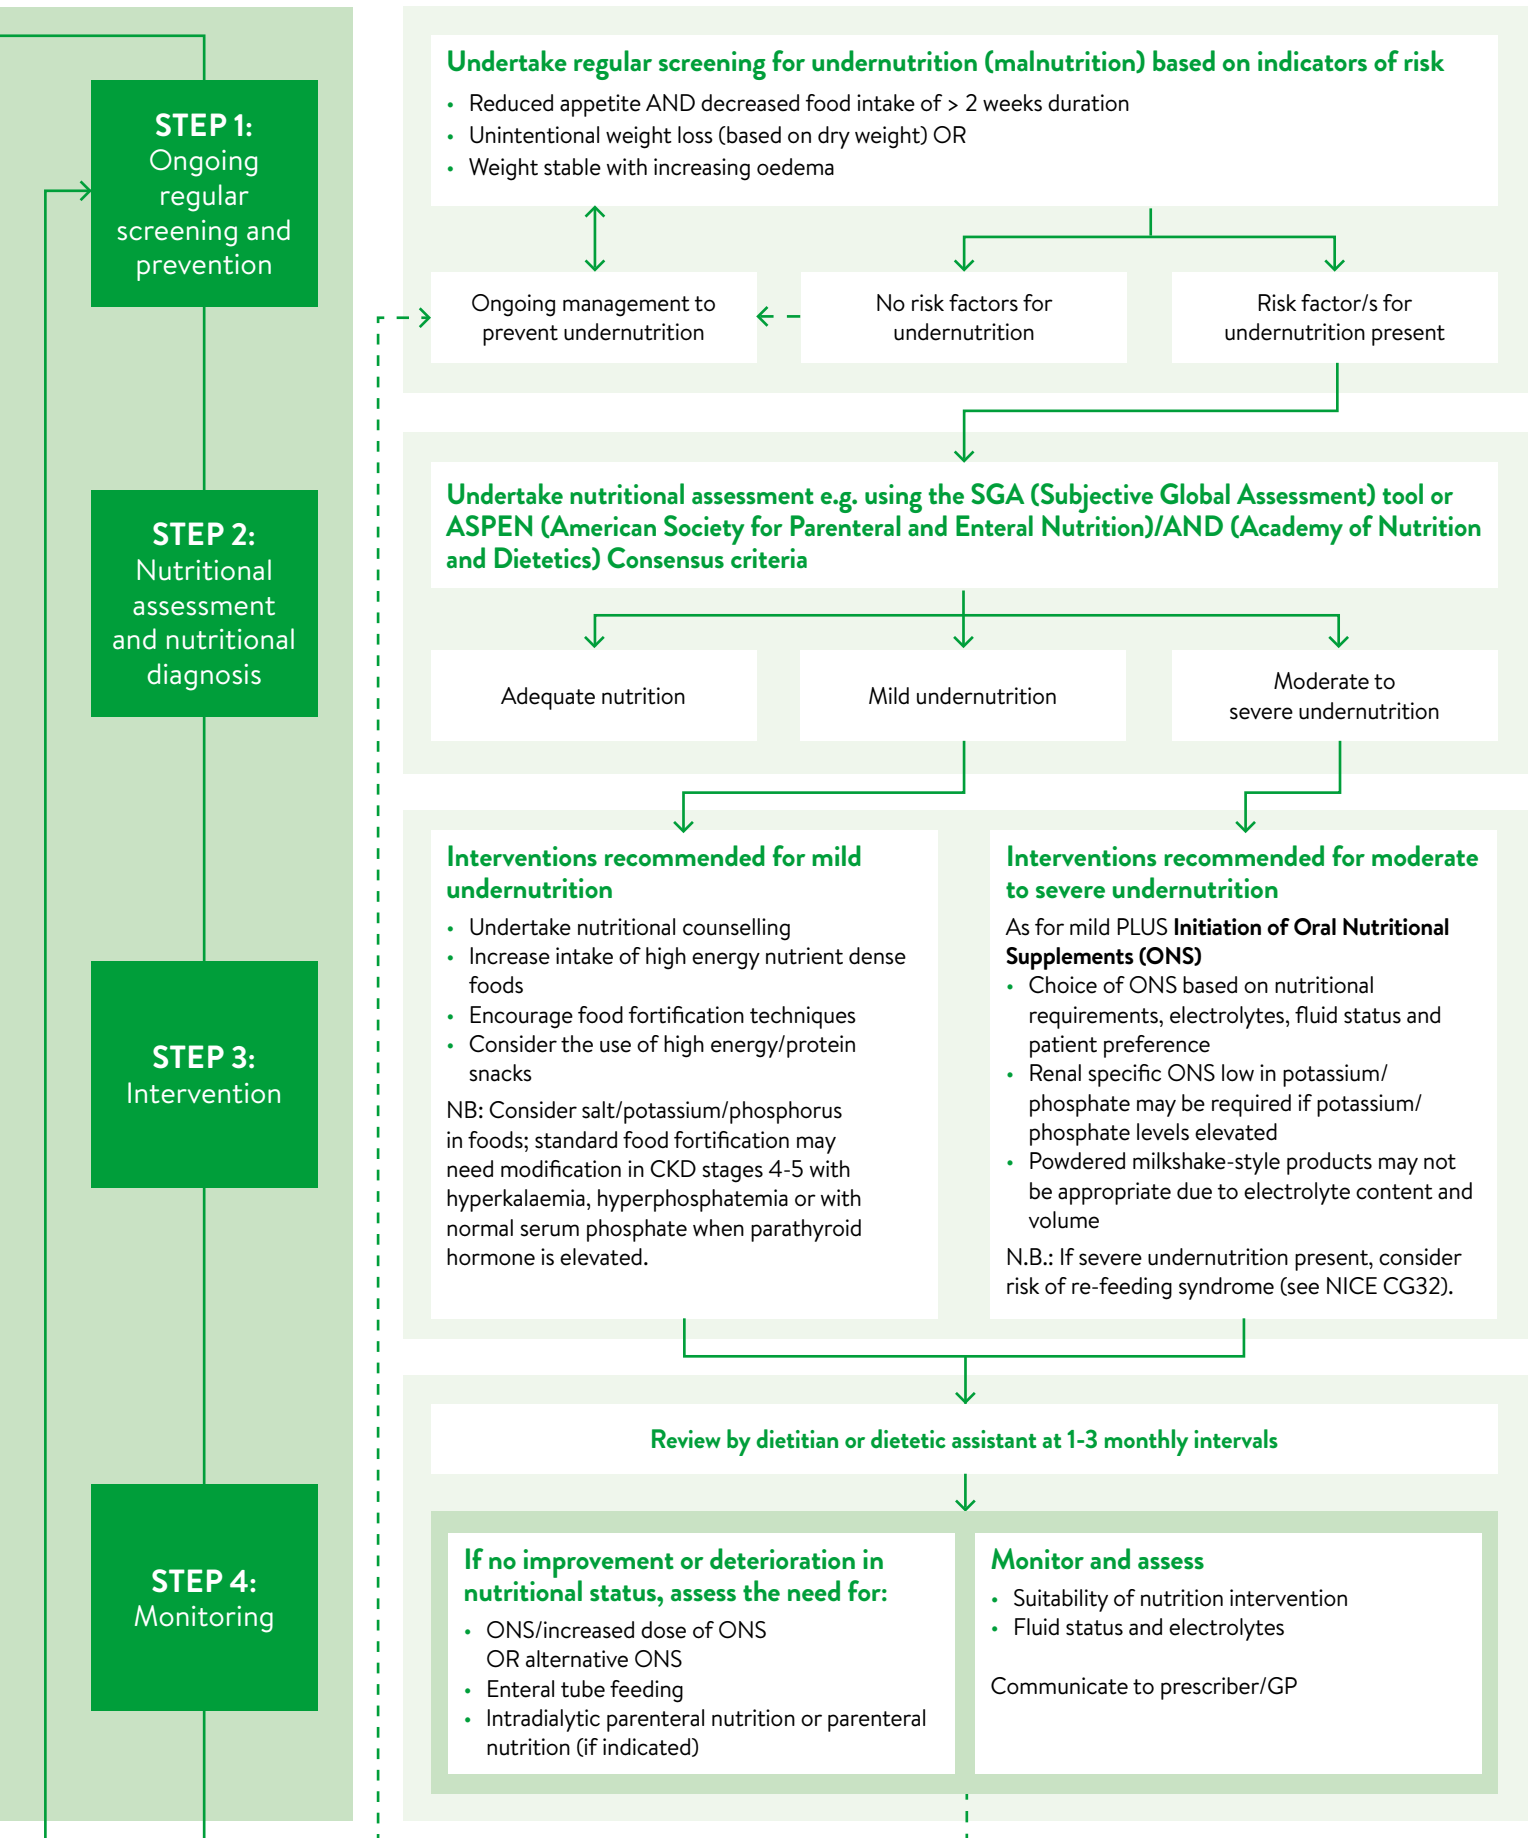 STEP 1:
Ongoing
regular
screening and
prevention
Undertake regular screening for undernutrition (malnutrition) based on indicators of risk
• Reduced appetite AND decreased food intake of > 2 weeks duration
• Unintentional weight loss (based on dry weight) OR
• Weight stable with increasing oedema
Ongoing management to
prevent undernutrition
No risk factors for
undernutrition
Risk factor/s for
undernutrition present
STEP 2:
Nutritional
assessment
and nutritional
diagnosis
Undertake nutritional assessment e.g. using the SGA (Subjective Global Assessment) tool or
ASPEN (American Society for Parenteral and Enteral Nutrition)/AND (Academy of Nutrition
and Dietetics) Consensus criteria
Adequate nutrition
Mild undernutrition
Moderate to
severe undernutrition
STEP 3:
Intervention
Interventions recommended for mild
undernutrition
• Undertake nutritional counselling
• Increase intake of high energy nutrient dense
foods
• Encourage food fortification techniques
• Consider the use of high energy/protein
snacks
NB: Consider salt/potassium/phosphorus
in foods; standard food fortification may
need modification in CKD stages 4-5 with
hyperkalaemia, hyperphosphatemia or with
normal serum phosphate when parathyroid
hormone is elevated.
Interventions recommended for moderate
to severe undernutrition
As for mild PLUS Initiation of Oral Nutritional
Supplements (ONS)
• Choice of ONS based on nutritional
requirements, electrolytes, fluid status and
patient preference
• Renal specific ONS low in potassium/
phosphate may be required if potassium/
phosphate levels elevated
• Powdered milkshake-style products may not
be appropriate due to electrolyte content and
volume
N.B.: If severe undernutrition present, consider
risk of re-feeding syndrome (see NICE CG32).
STEP 4:
Monitoring
Review by dietitian or dietetic assistant at 1-3 monthly intervals
If no improvement or deterioration in
nutritional status, assess the need for:
• ONS/increased dose of ONS
OR alternative ONS
• Enteral tube feeding
• Intradialytic parenteral nutrition or parenteral
nutrition (if indicated)
Monitor and assess
• Suitability of nutrition intervention
• Fluid status and electrolytes
Communicate to prescriber/GP